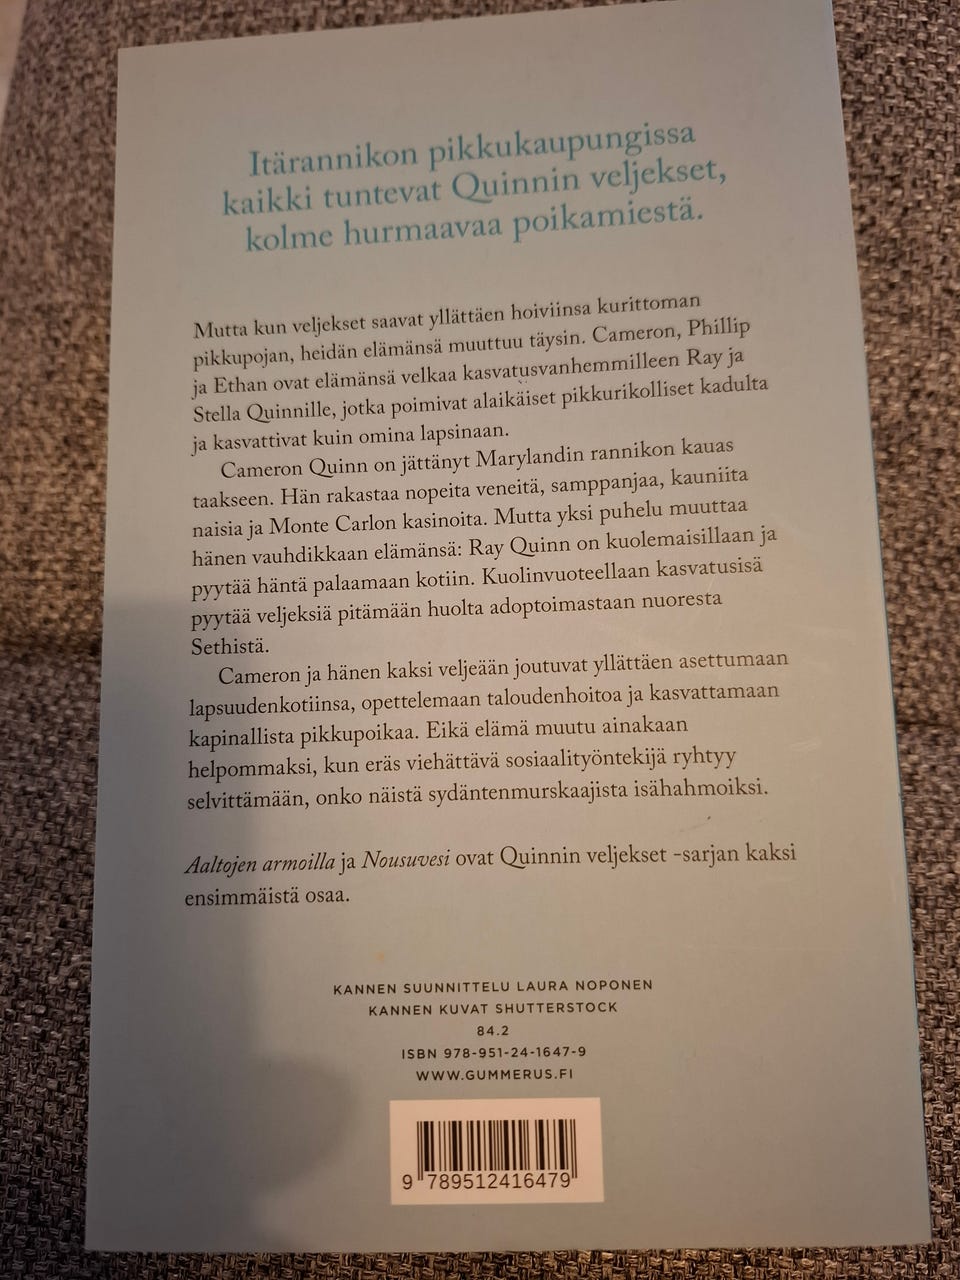 Itärannikon pikkukaupungissa
kaikki tuntevat Quinnin veljekset,
kolme hurmaavaa poikamiestä.
Mutta kun veljekset saavat yllättäen hoiviinsa kurittoman
pikkupojan, heidän elämänsä muuttuu täysin. Cameron, Phillip
ja Ethan ovat elämänsä velkaa kasvatusvanhemmilleen Ray ja
Stella Quinnille, jotka poimivat alaikäiset pikkurikolliset kadulta
ja kasvattivat kuin omina lapsinaan.
Cameron Quinn on jättänyt Marylandin rannikon kauas
taakseen. Hän rakastaa nopeita veneitä, samppanjaa, kauniita
naisia ja Monte Carlon kasinoita. Mutta yksi puhelu muuttaa
hänen vauhdikkaan elämänsä: Ray Quinn on kuolemaisillaan ja
pyytää häntä palaamaan kotiin. Kuolinvuoteellaan kasvatusisä
pyytää veljeksiä pitämään huolta adoptoimastaan nuoresta
Sethistä.
Cameron ja hänen kaksi veljeään joutuvat yllättäen asettumaan
lapsuudenkotiinsa, opettelemaan taloudenhoitoa ja kasvattamaan
kapinallista pikkupoikaa. Eikä elämä muutu ainakaan
helpommaksi, kun eräs viehättävä sosiaalityöntekijä ryhtyy
selvittämään, onko näistä sydäntenmurskaajista isähahmoiksi.
Aaltojen armoilla ja Nousuvesi ovat Quinnin veljekset -sarjan kaksi
ensimmäistä osaa.
KANNEN SUUNNITTELU LAURA NOPONEN
KANNEN KUVAT SHUTTERSTOCK
84.2
ISBN 978-951-24-1647-9
WWW.GUMMERUS.FI
9 789512 416479